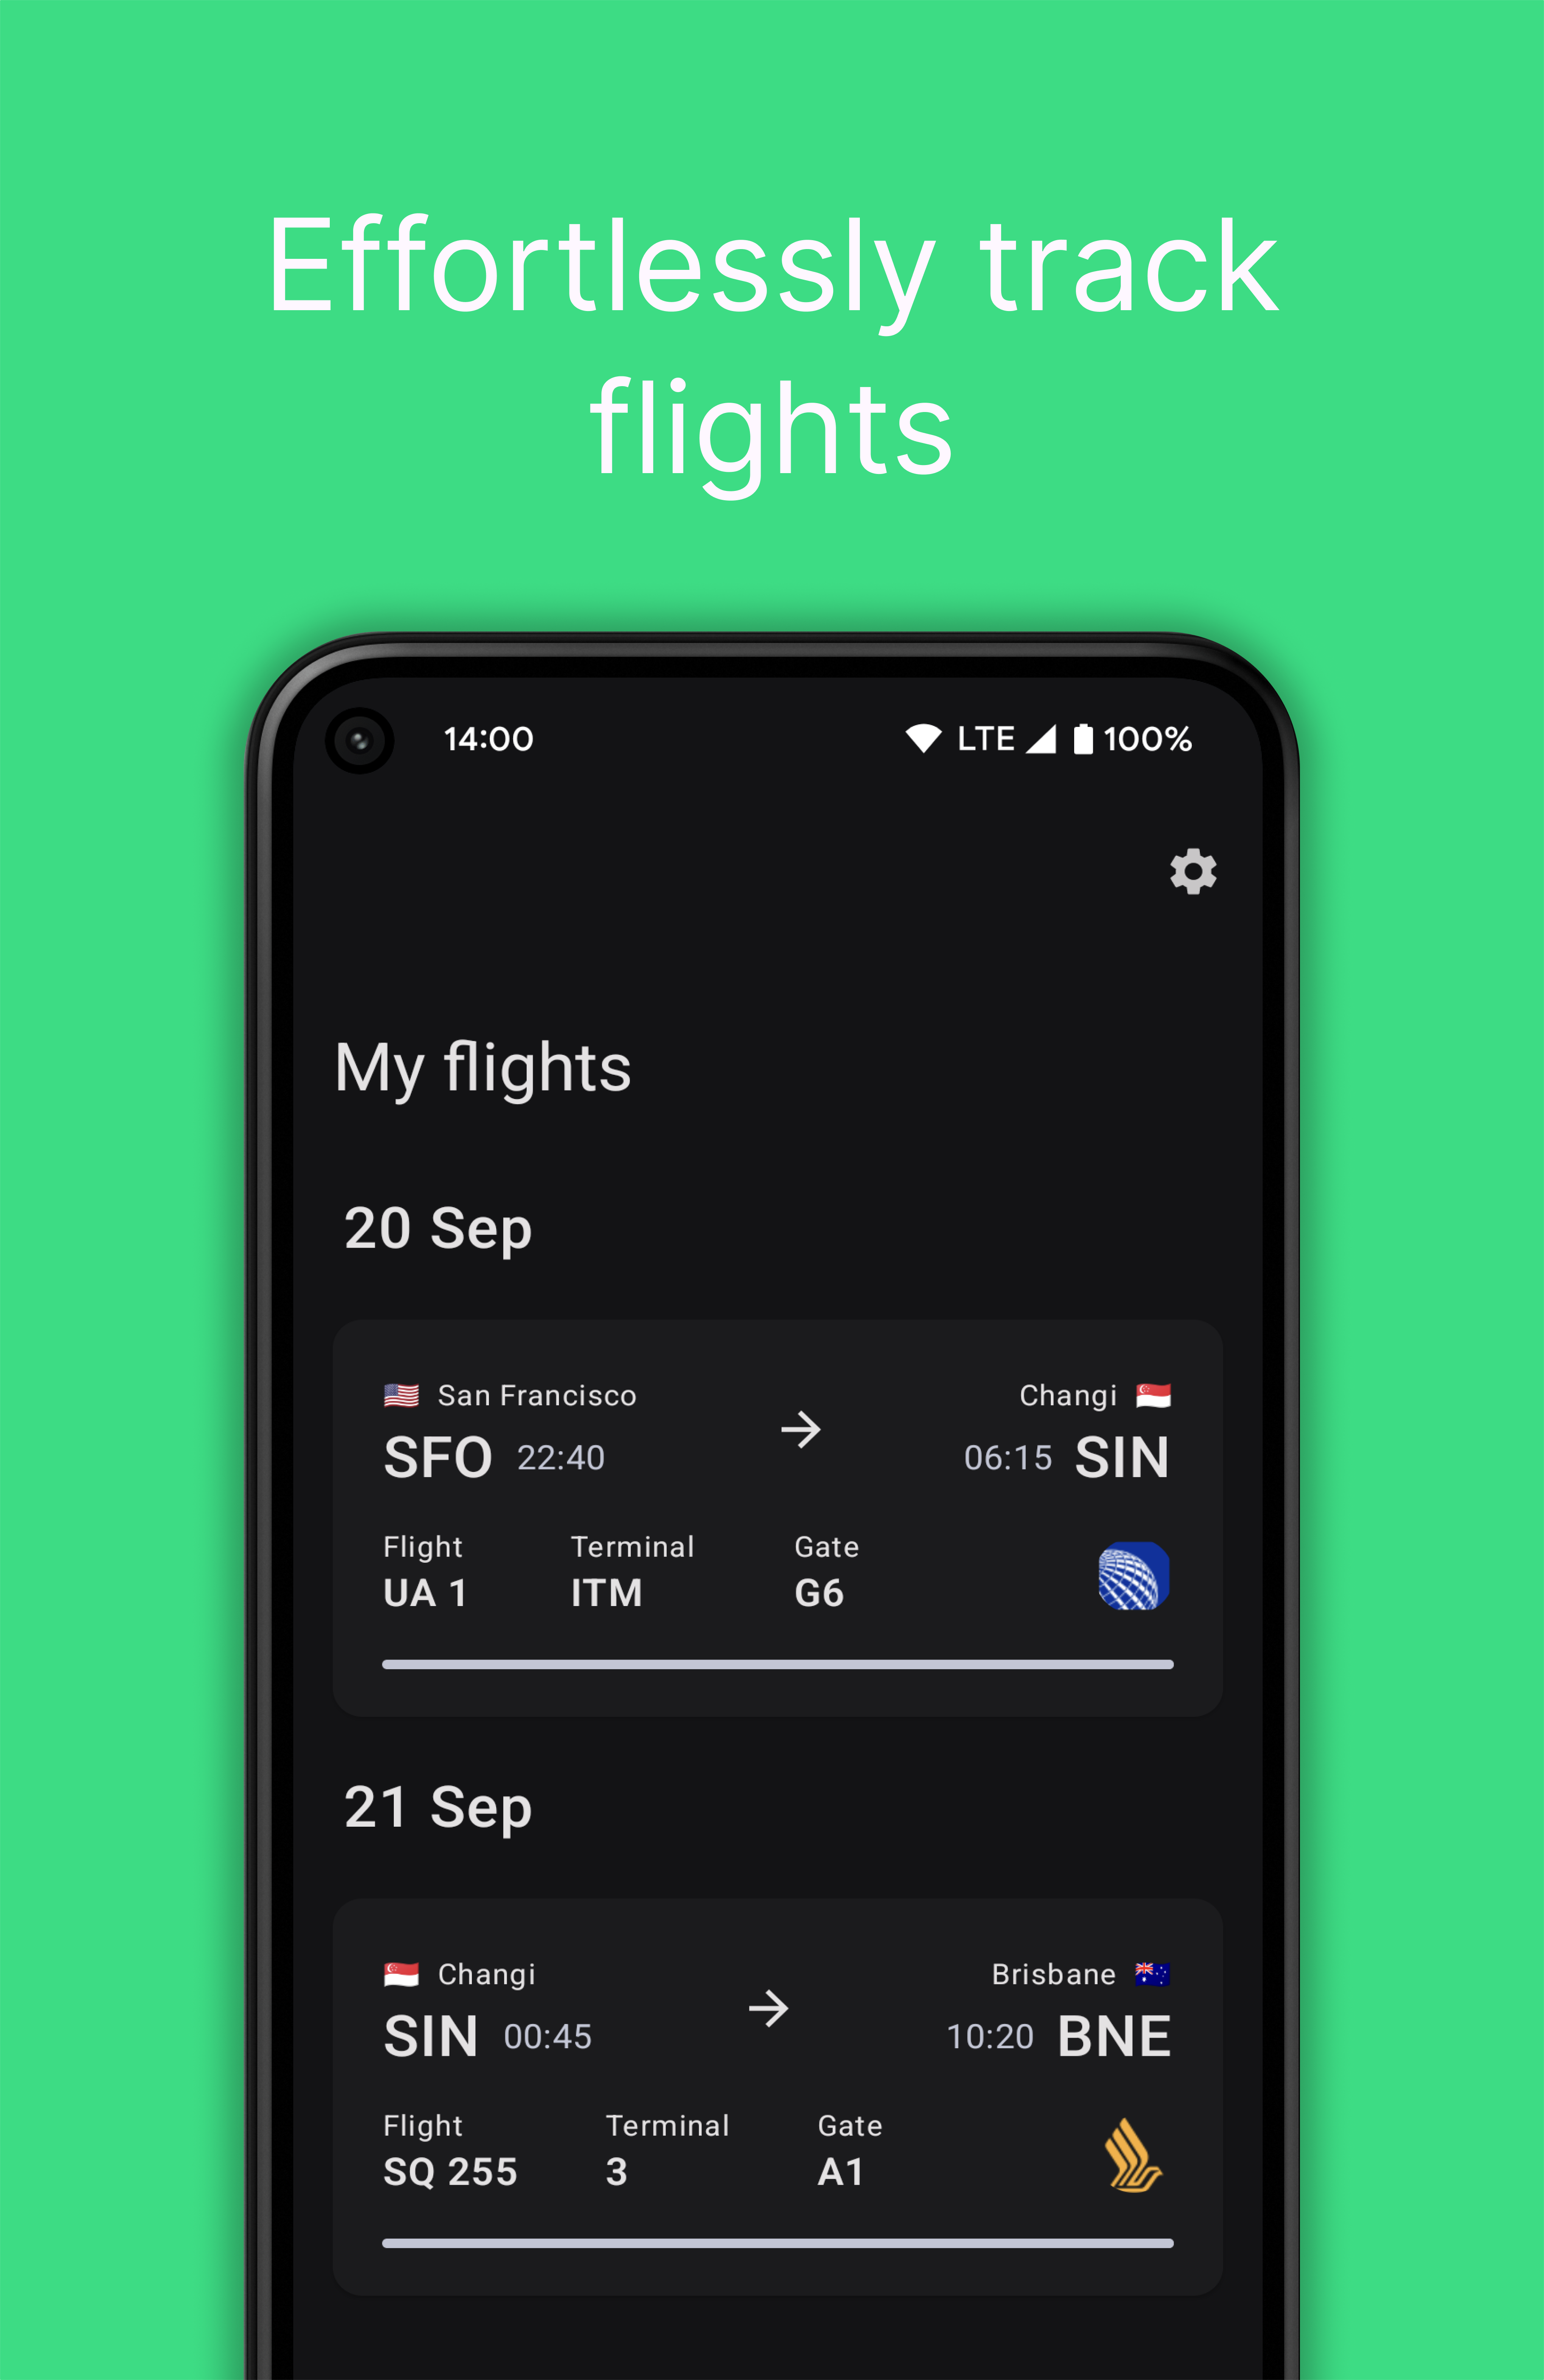 Effortlessly track
flights
14:00 LTE 100%
My flights
20 Sep
San Francisco Changi
SFO 22:40 06:15 SIN
Flight Terminal Gate
UA 1 ITM G6
21 Sep
Changi Brisbane
SIN 00:45 10:20 BNE
Flight Terminal Gate
SQ 255 3 A1